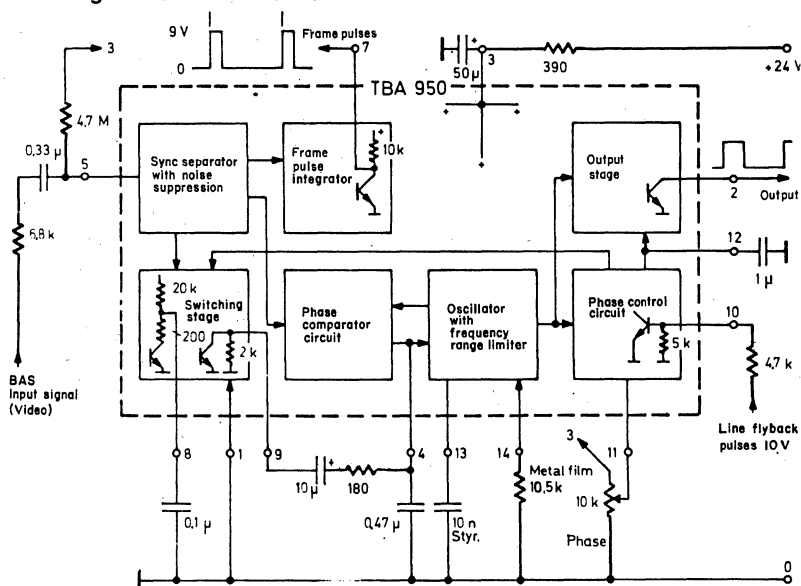 9 V
0
Frame pulses
7
3
50μ
3
390
+24 V
TBA 950
4,7 M
0,33 μ
5
6,8 k
Sync separator
with noise
suppression
Frame
pulse
integrator
10k
Output
stage
2
Output
12
1 μ
20 k
Switching
stage
200
2 k
Phase
comparator
circuit
Oscillator
with
frequency
range limiter
Phase control
circuit
5 k
10
4,7 k
BAS
Input signal
(Video)
Line flyback
pulses 10V
8
1
9
4
13
14
11
3
10μ
180
Metal film
10,5k
10 k
0,1 μ
0,47 μ
10 n
Styr.
Phase
0